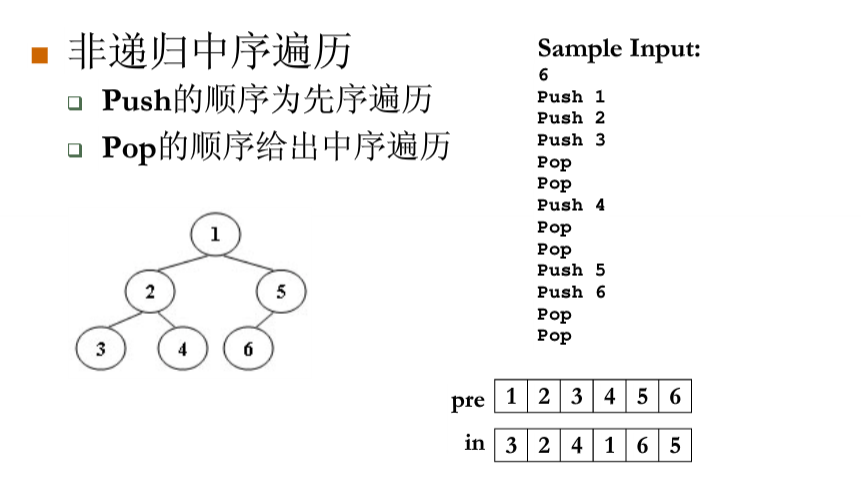 非递归中序遍历
Push的顺序为先序遍历
Pop的顺序给出中序遍历
1
2 5
3 4 6
Sample Input:
6
Push 1
Push 2
Push 3
Pop
Pop
Push 4
Pop
Pop
Push 5
Push 6
Pop
Pop
pre 1 2 3 4 5 6
in 3 2 4 1 6 5